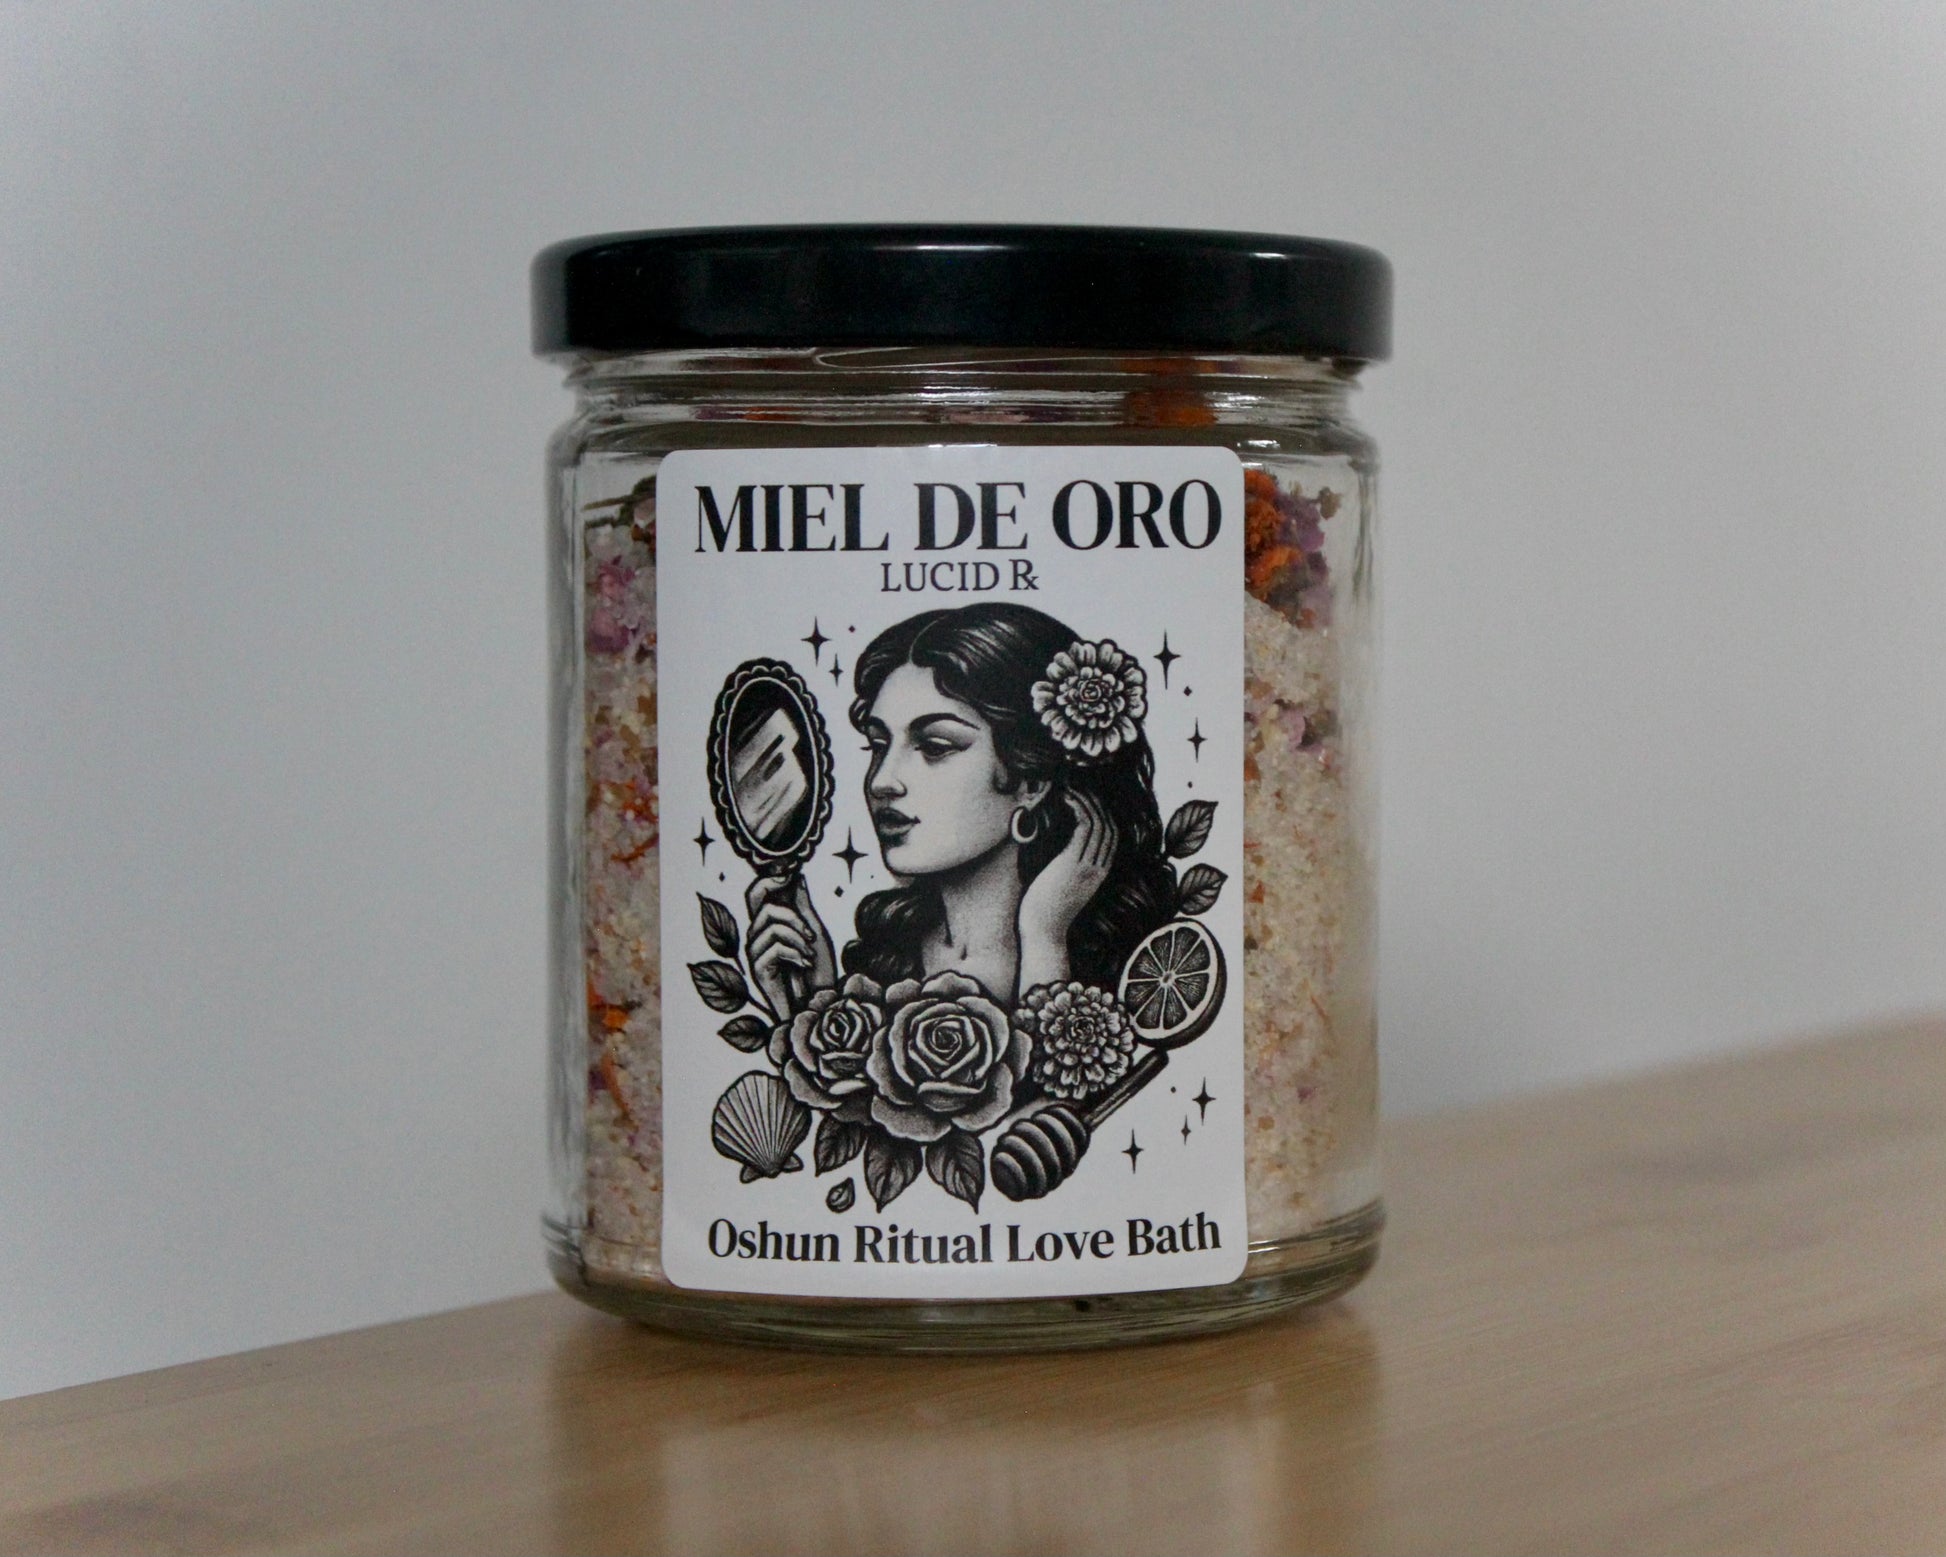 MIEL DE ORO
LUCID ℞
Oshun Ritual Love Bath